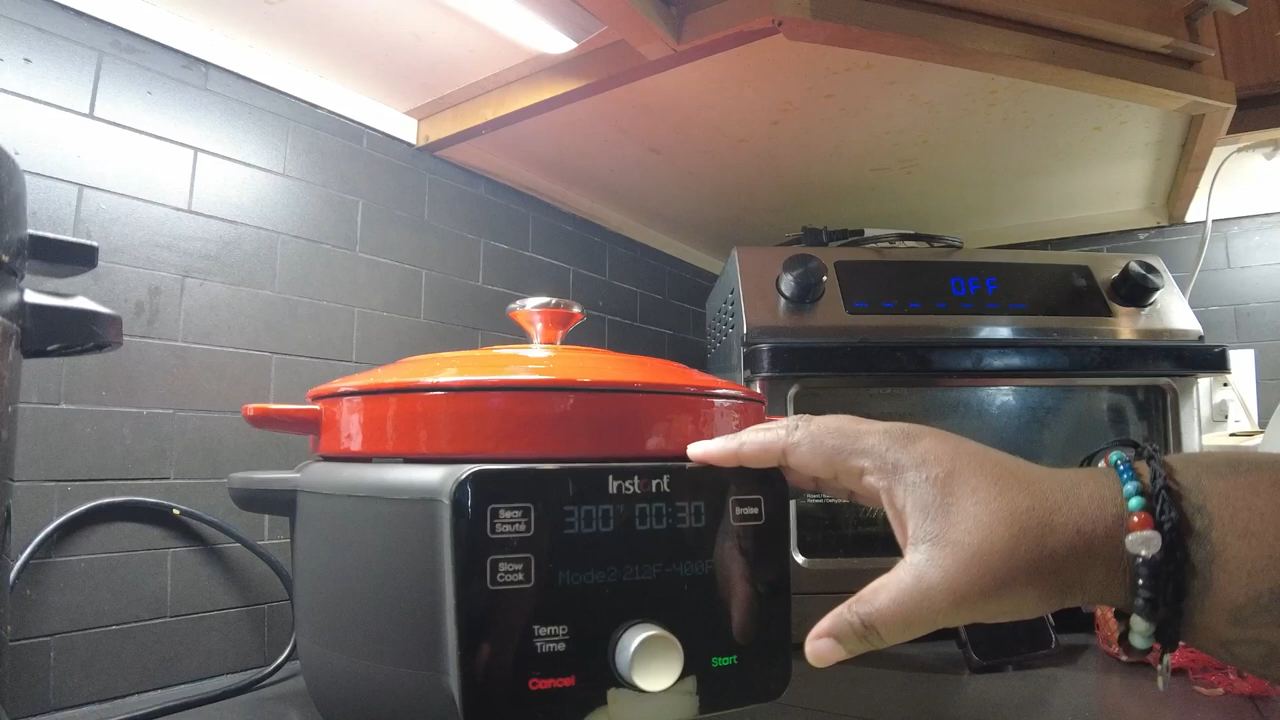 OFF
Instant
Sear
Sauté
300° 00:30
Braise
Slow
Cook
Mode2 212F-400F
Temp
Time
Start
Cancel